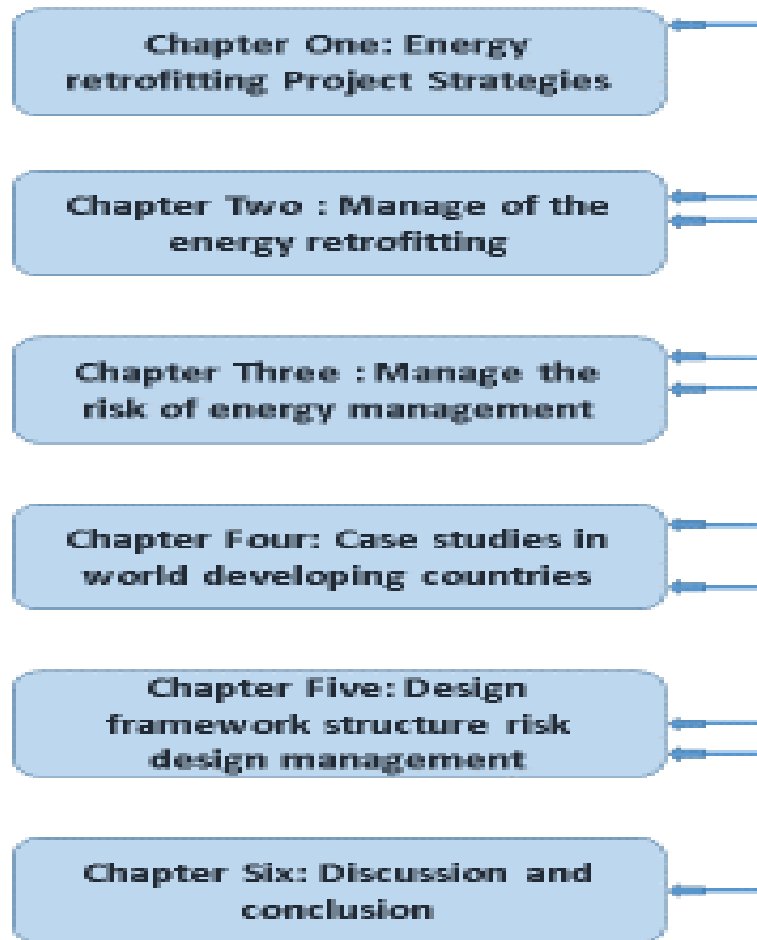 Chapter One: Energy
retrofitting Project Strategies
Chapter Two : Manage of the
energy retrofitting
Chapter Three : Manage the
risk of energy management
Chapter Four: Case studies in
world developing countries
Chapter Five: Design
framework structure risk
design management
Chapter Six: Discussion and
conclusion